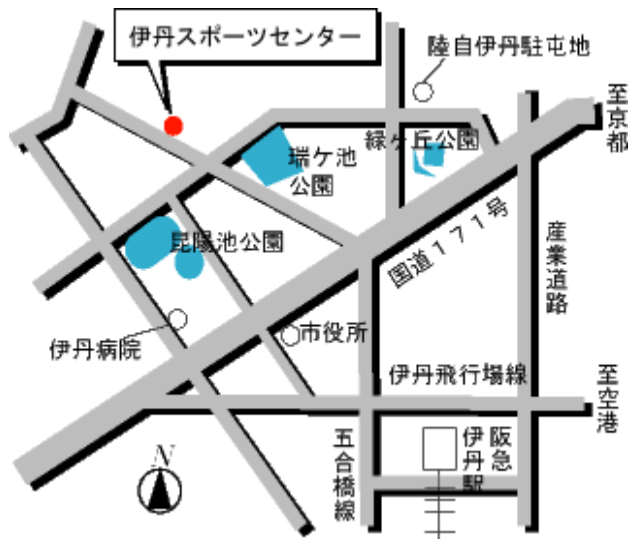 伊丹スポーツセンター
陸自伊丹駐屯地
至京都
緑ヶ丘公園
瑞ケ池
公園
昆陽池公園
国道１７１号
産業道路
伊丹病院
市役所
伊丹飛行場線
至空港
五合橋線
阪急
伊丹駅
N